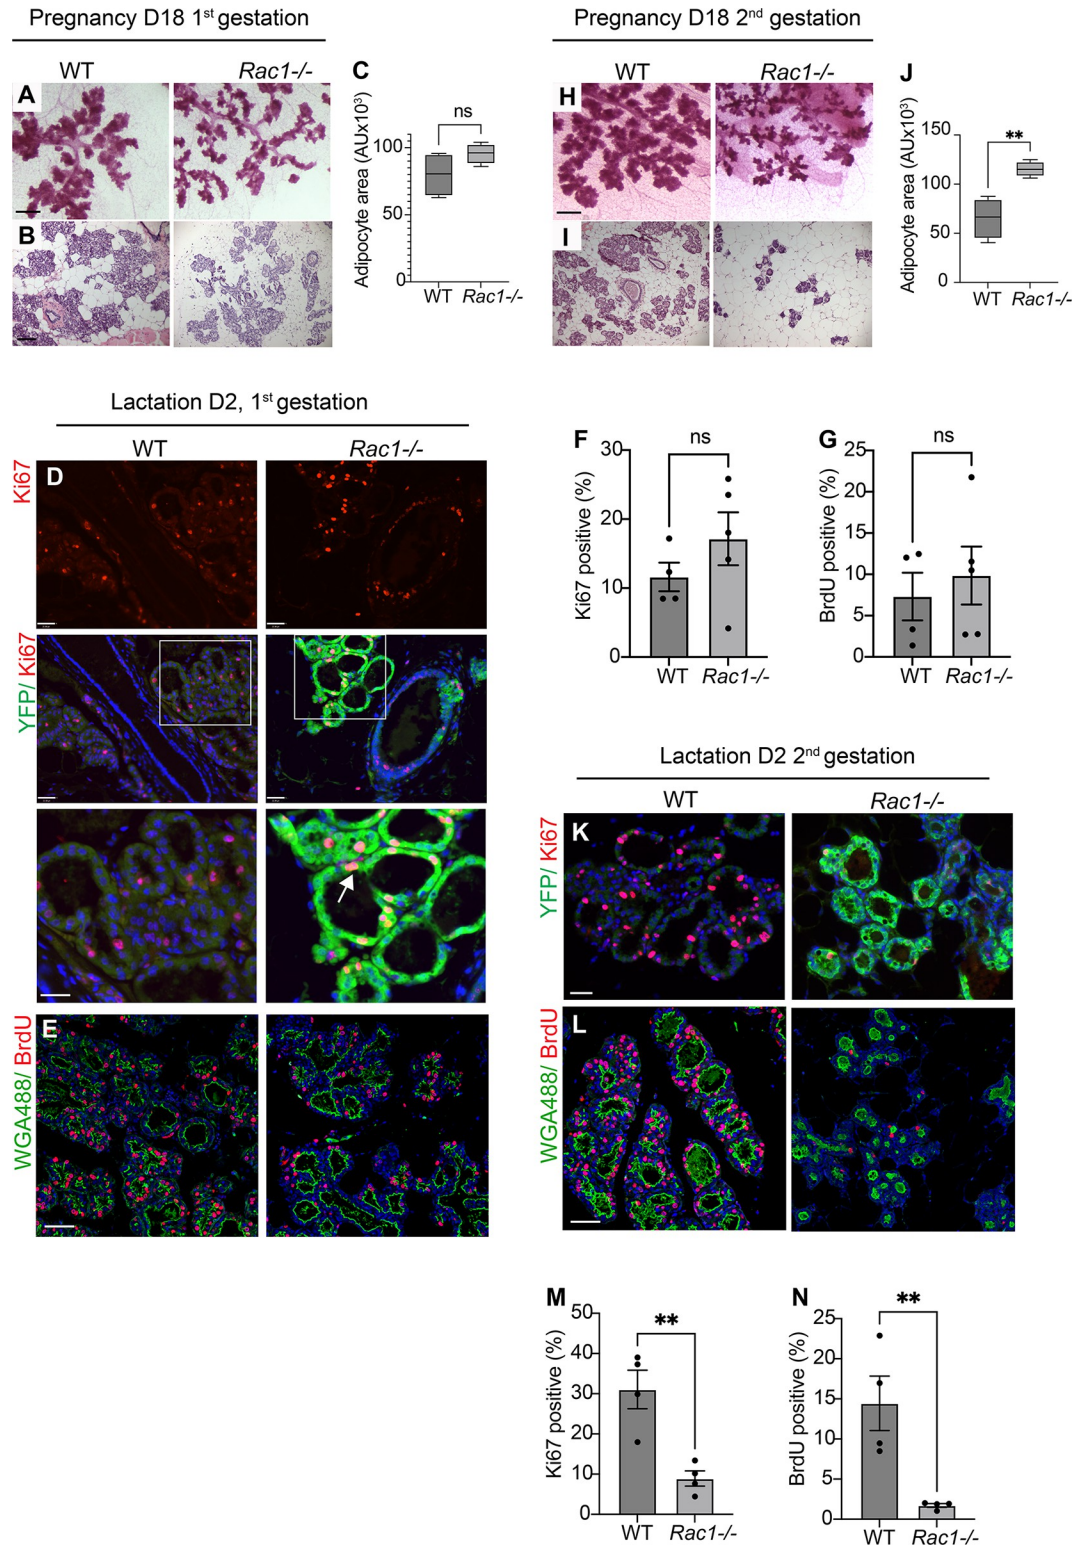 Pregnancy D18 1st gestation
WT
Rac1-/-
A
B
C
Adipocyte area (AUx10³)
ns
100
50
0
WT
Rac1-/-
Pregnancy D18 2nd gestation
WT
Rac1-/-
H
I
J
Adipocyte area (AUx10³)
**
150
100
50
0
WT
Rac1-/-
Lactation D2, 1st gestation
WT
Rac1-/-
Ki67
D
YFP/ Ki67
E
WGA488/ BrdU
F
Ki67 positive (%)
ns
30
20
10
0
WT
Rac1-/-
G
BrdU positive (%)
ns
25
20
15
10
5
0
WT
Rac1-/-
Lactation D2 2nd gestation
WT
Rac1-/-
K
YFP/ Ki67
L
WGA488/ BrdU
M
Ki67 positive (%)
**
50
40
30
20
10
0
WT
Rac1-/-
N
BrdU positive (%)
**
25
20
15
10
5
0
WT
Rac1-/-